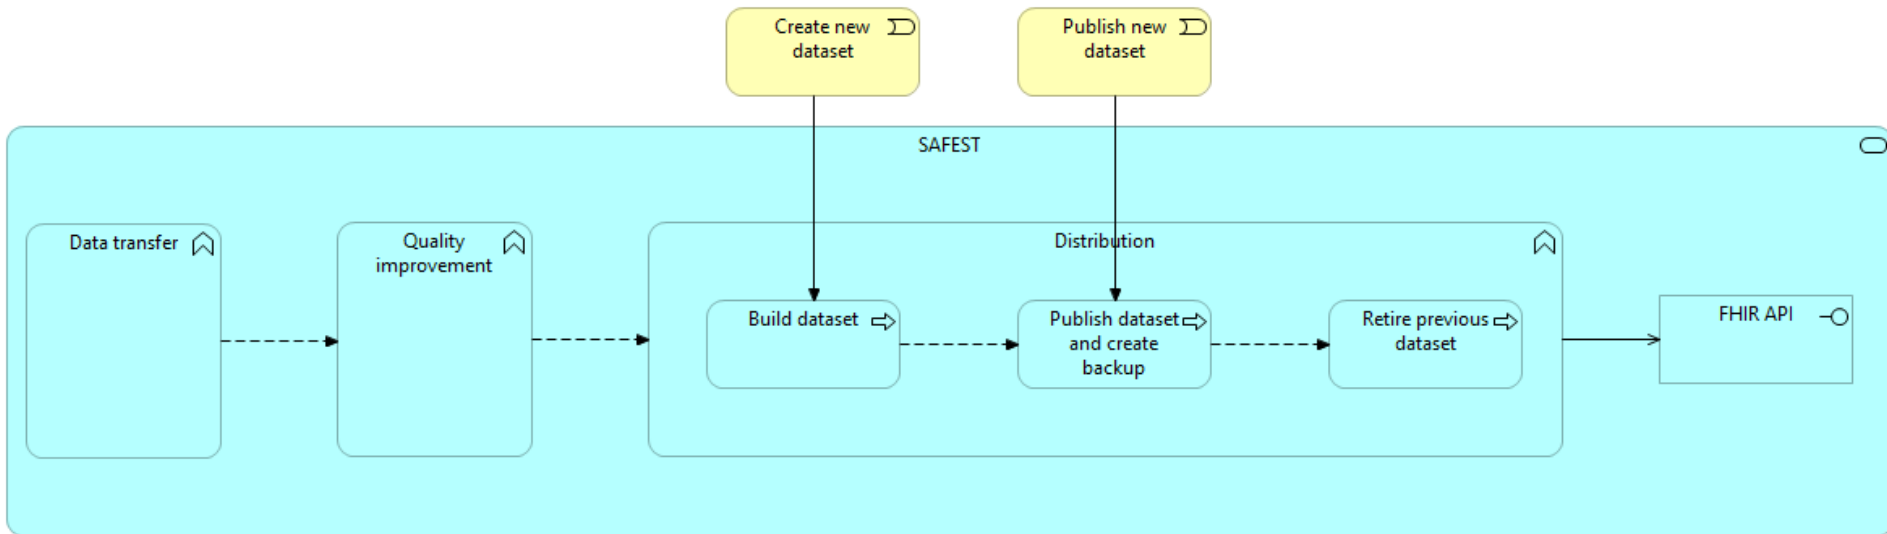 Create new
dataset
Publish new
dataset
SAFEST
Data transfer
Quality
improvement
Distribution
Build dataset
Publish dataset
and create
backup
Retire previous
dataset
FHIR API